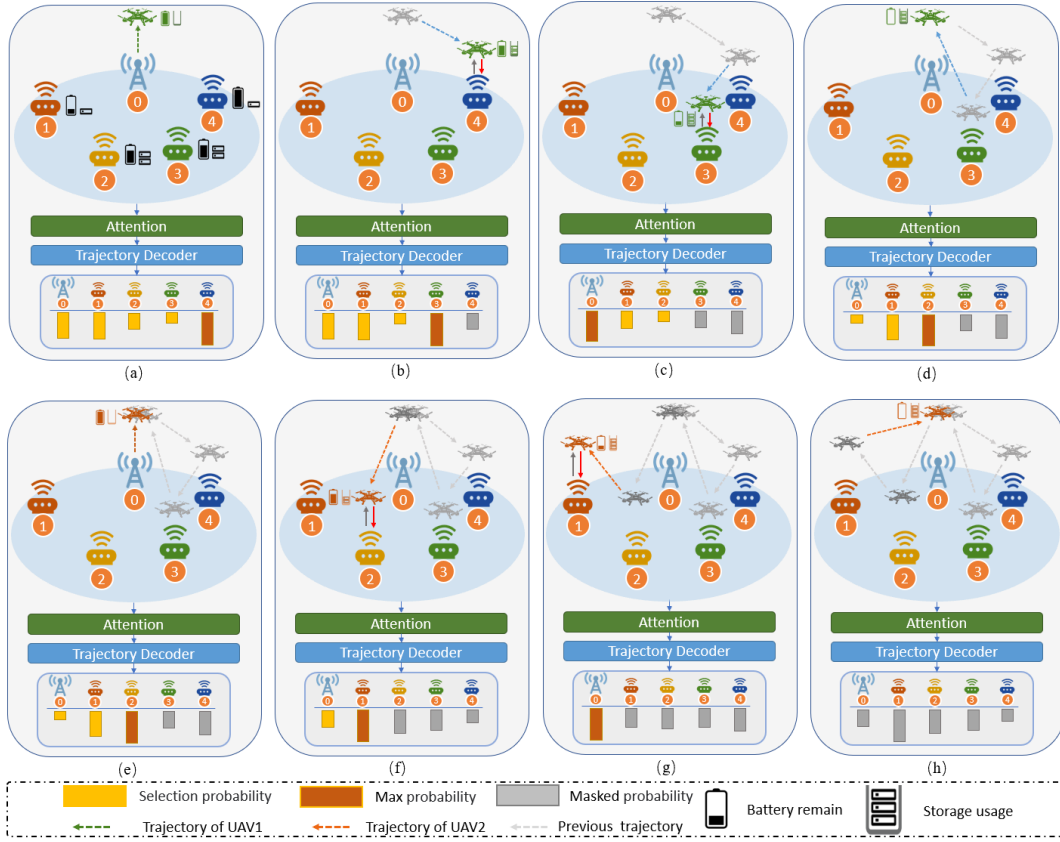 0
1
4
2
3
Attention
Trajectory Decoder
0 1 2 3 4
(a)
0
1
4
2
3
Attention
Trajectory Decoder
0 1 2 3 4
(b)
0
1
4
2
3
Attention
Trajectory Decoder
0 1 2 3 4
(c)
0
1
4
2
3
Attention
Trajectory Decoder
0 1 2 3 4
(d)
0
1
4
2
3
Attention
Trajectory Decoder
0 1 2 3 4
(e)
0
1
4
2
3
Attention
Trajectory Decoder
0 1 2 3 4
(f)
0
1
4
2
3
Attention
Trajectory Decoder
0 1 2 3 4
(g)
0
1
4
2
3
Attention
Trajectory Decoder
0 1 2 3 4
(h)
Selection probability Max probability Masked probability Battery remain Storage usage
Trajectory of UAV1 Trajectory of UAV2 Previous trajectory